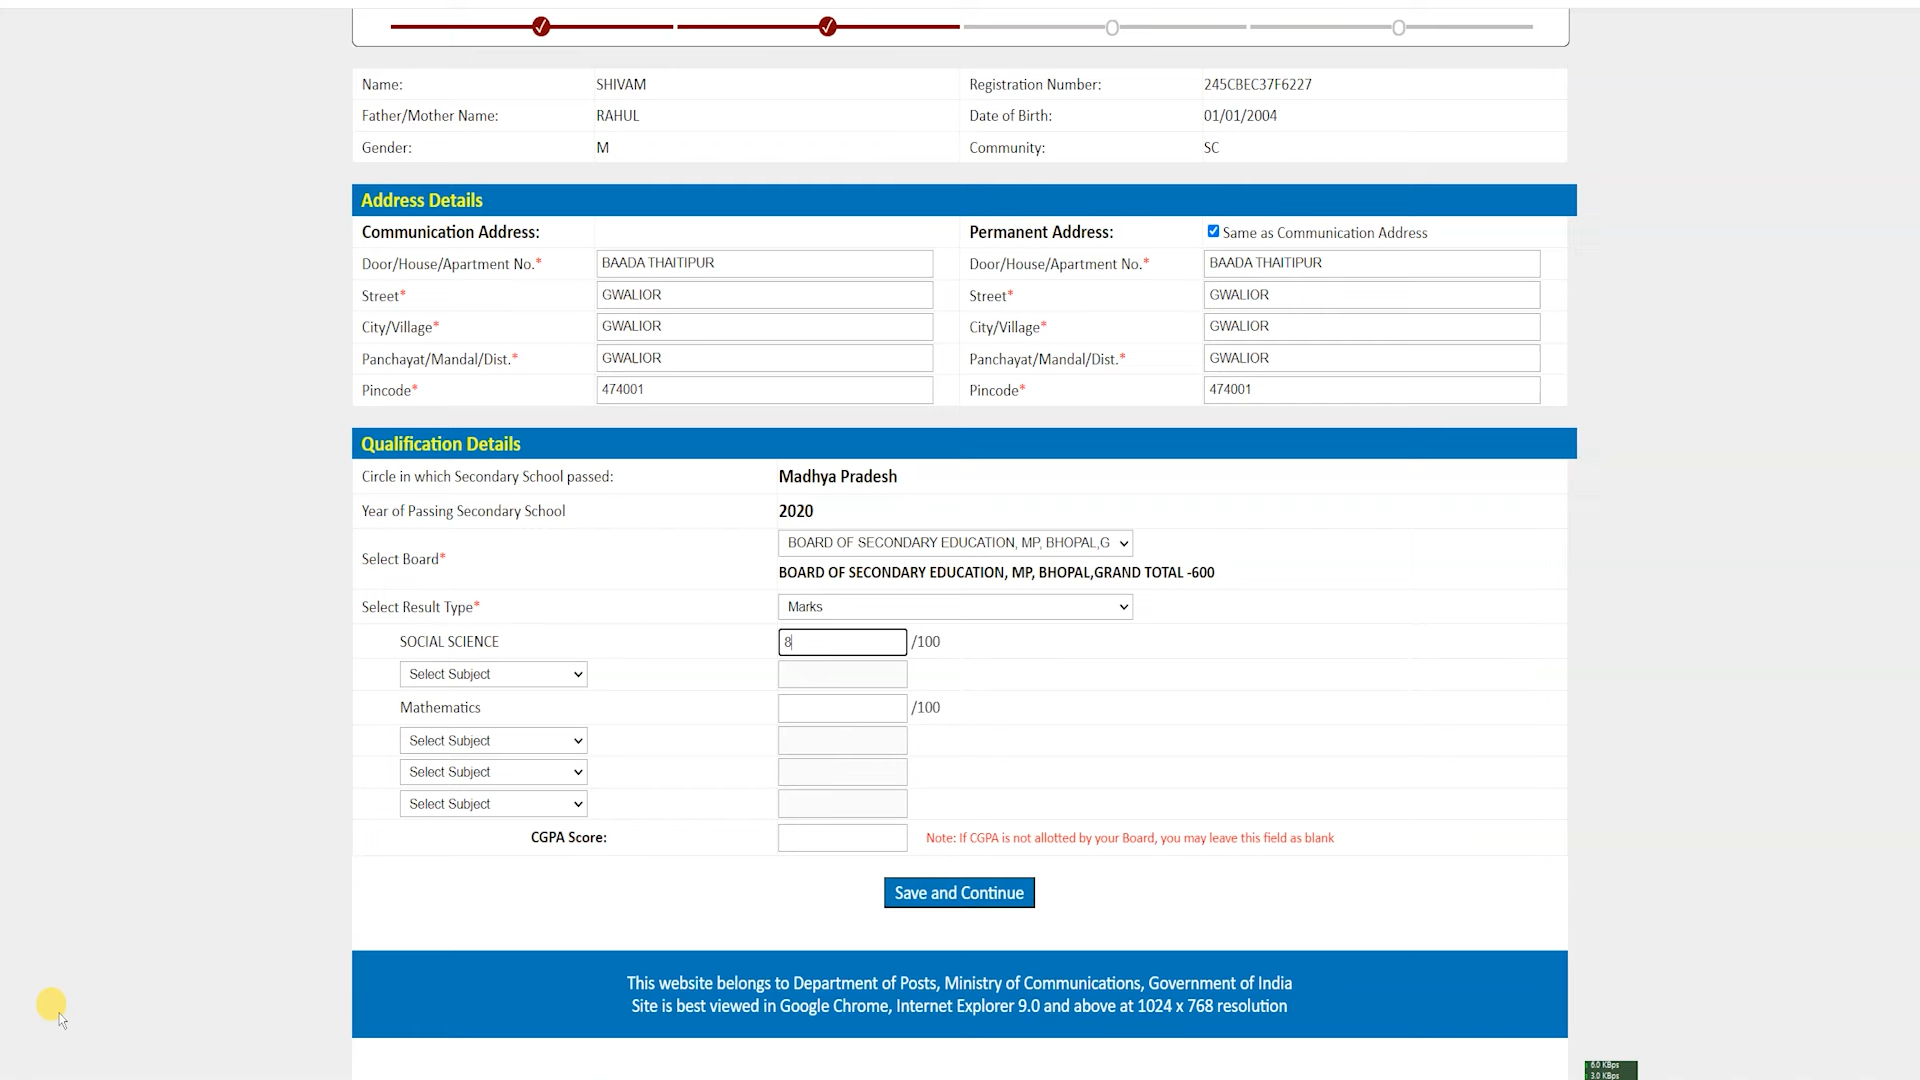 Name: SHIVAM Registration Number: 245CBEC37F6227
Father/Mother Name: RAHUL Date of Birth: 01/01/2004
Gender: M Community: SC
Address Details
Communication Address: Permanent Address: Same as Communication Address
Door/House/Apartment No.* BAADA THAITIPUR Door/House/Apartment No.* BAADA THAITIPUR
Street* GWALIOR Street* GWALIOR
City/Village* GWALIOR City/Village* GWALIOR
Panchayat/Mandal/Dist.* GWALIOR Panchayat/Mandal/Dist.* GWALIOR
Pincode* 474001 Pincode* 474001
Qualification Details
Circle in which Secondary School passed: Madhya Pradesh
Year of Passing Secondary School 2020
Select Board* BOARD OF SECONDARY EDUCATION, MP, BHOPAL,G
BOARD OF SECONDARY EDUCATION, MP, BHOPAL,GRAND TOTAL -600
Select Result Type* Marks
SOCIAL SCIENCE 8 /100
Select Subject
Mathematics /100
Select Subject
Select Subject
Select Subject
CGPA Score: Note: If CGPA is not allotted by your Board, you may leave this field as blank
Save and Continue
This website belongs to Department of Posts, Ministry of Communications, Government of India
Site is best viewed in Google Chrome, Internet Explorer 9.0 and above at 1024 x 768 resolution
6.0 KBps
3.0 KBps